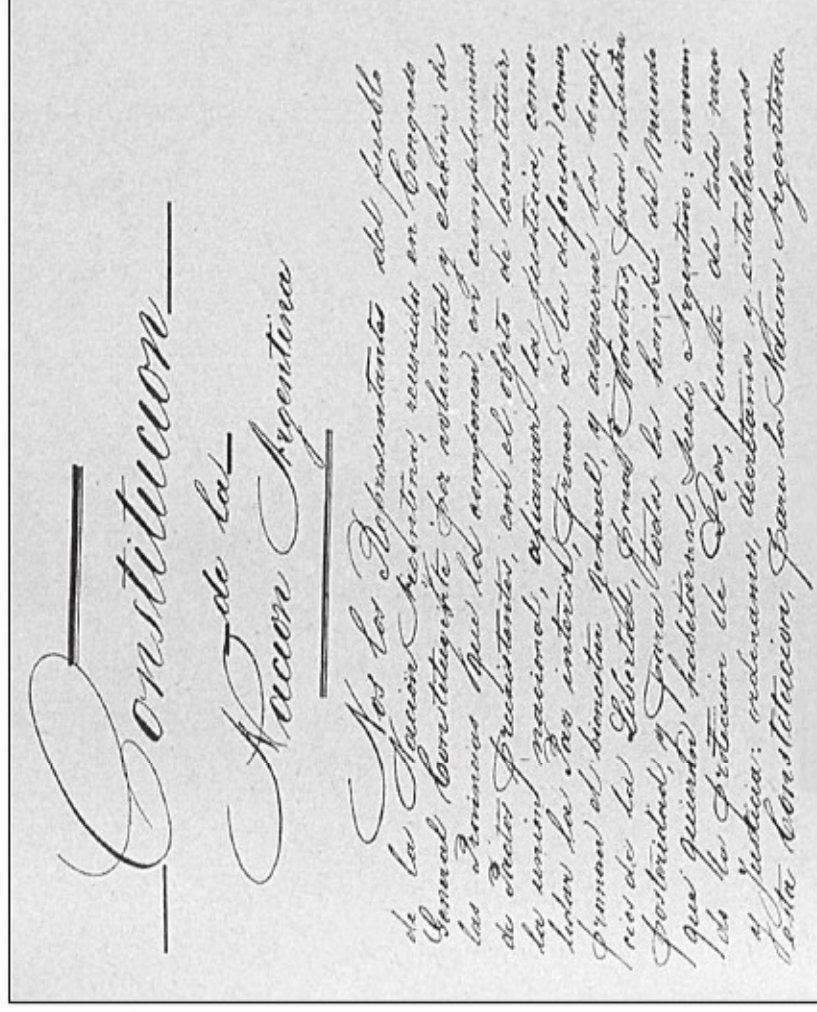 Constitucion
de la
Nacion Argentina
Nos los Representantes del pueblo
de la Nacion Argentina, reunidos en Congreso
General Constituyente por voluntad y eleccion de
las Provincias que la componen, en cumplimiento
de Pactos preexistentes, con el objeto de constituir
la union nacional, afianzar la justicia, conso-
lidar la Paz interior, proveer á la defensa comun,
promover el bienestar general, y asegurar los benefi-
cios de la Libertad, para Nosotros, para nuestra
posteridad, y para todos los hombres del Mundo
que quieran habitar en el suelo Argentino: invocan-
do la proteccion de Dios, fuente de toda razon
y justicia: ordenamos, decretamos y establecemos
esta Constitucion, para la Nacion Argentina.